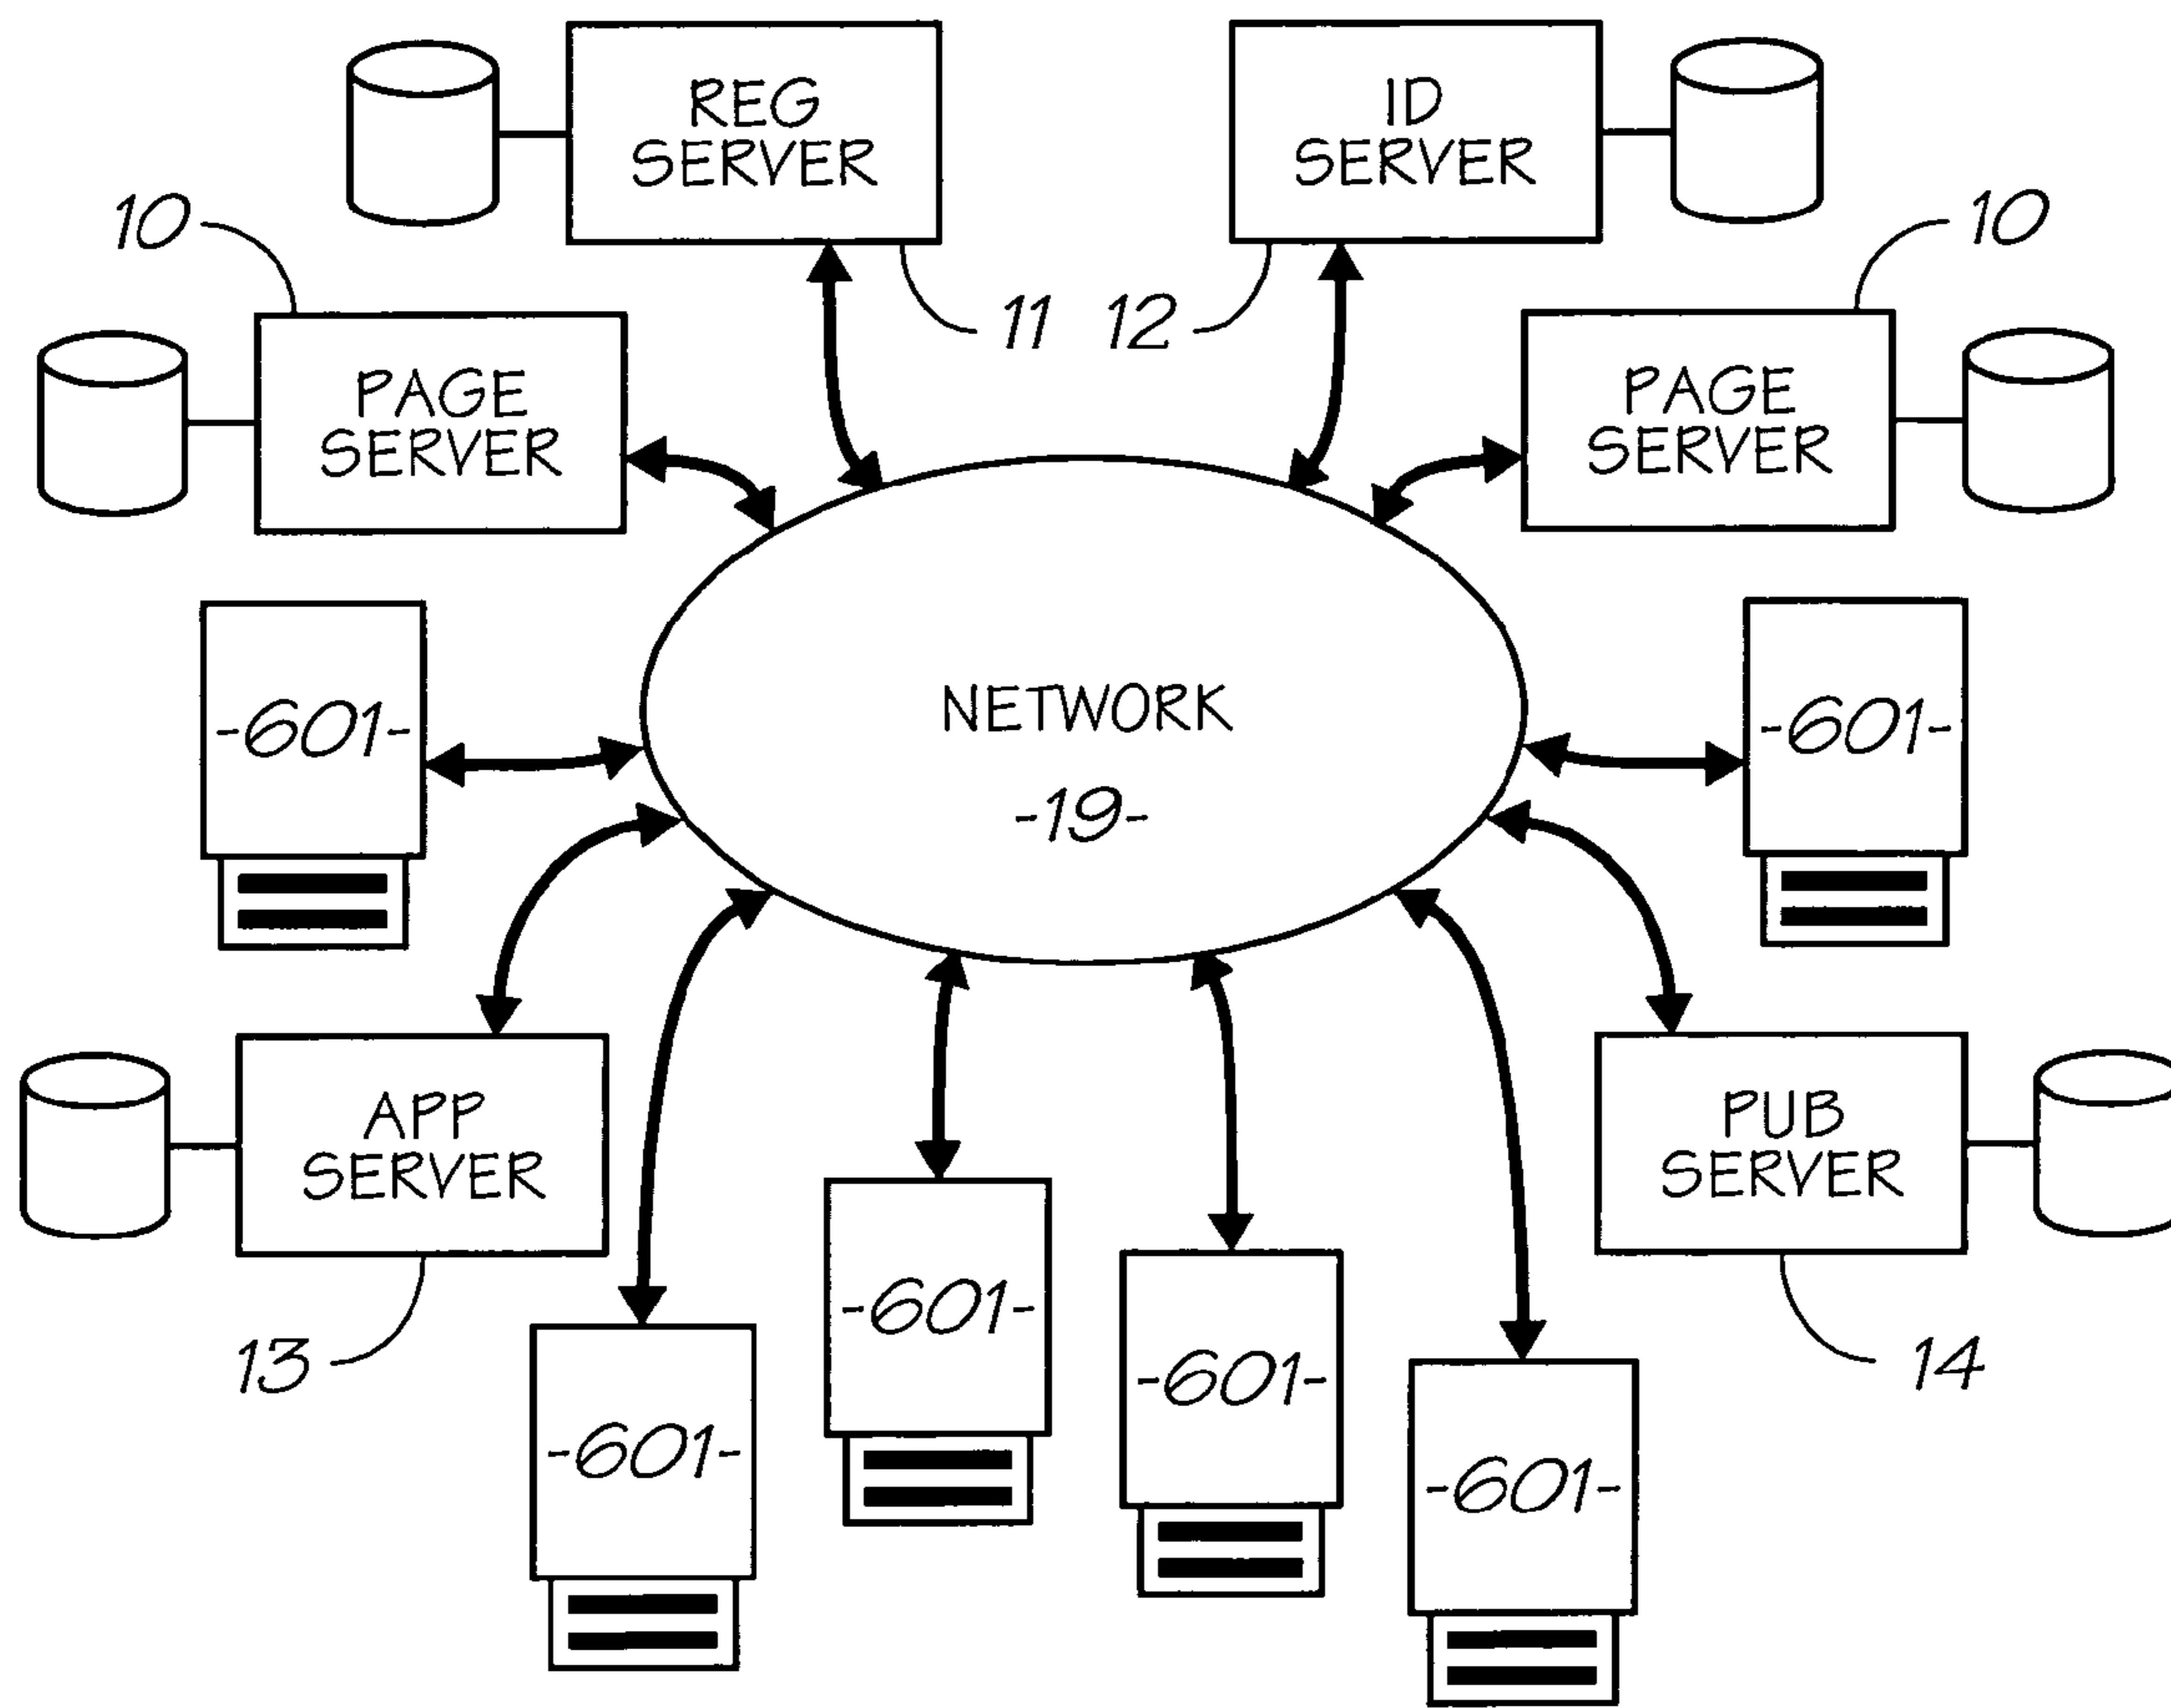 REG
SERVER
ID
SERVER
10
10
11
12
PAGE
SERVER
PAGE
SERVER
-601-
NETWORK
-19-
-601-
APP
SERVER
PUB
SERVER
13
14
-601-
-601-
-601-
-601-